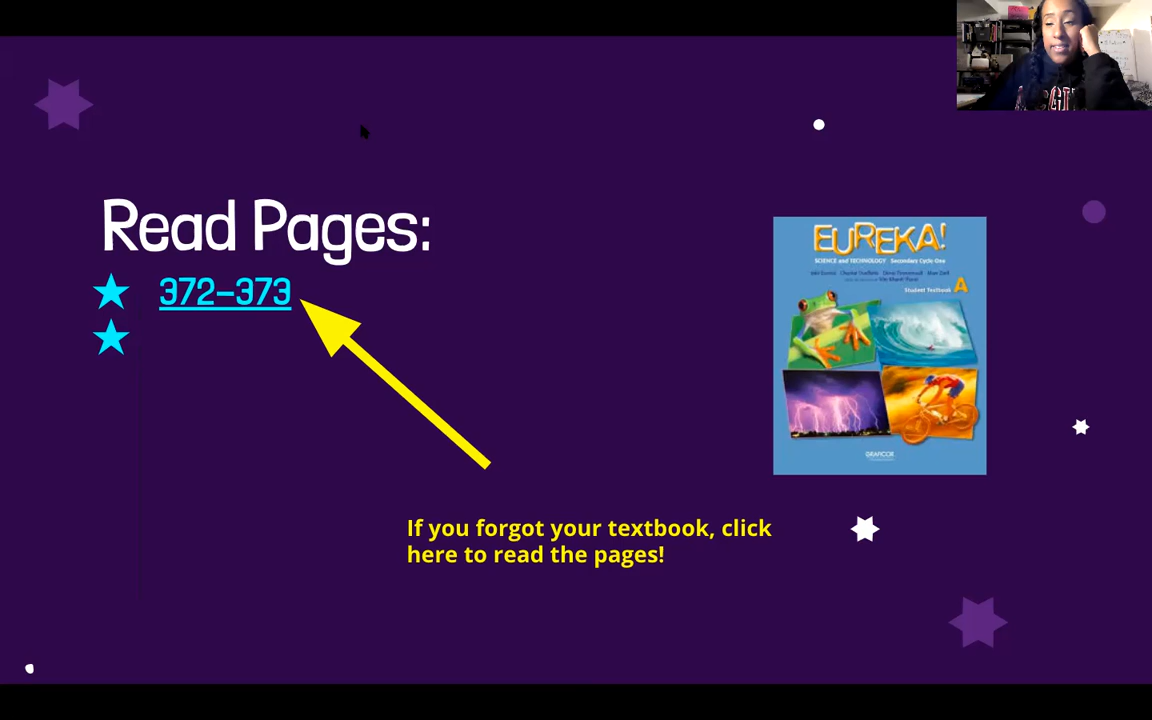 Read Pages:
372-373
If you forgot your textbook, click
here to read the pages!
EUREKA!
SCIENCE and TECHNOLOGY Secondary Cycle One
Student Textbook A